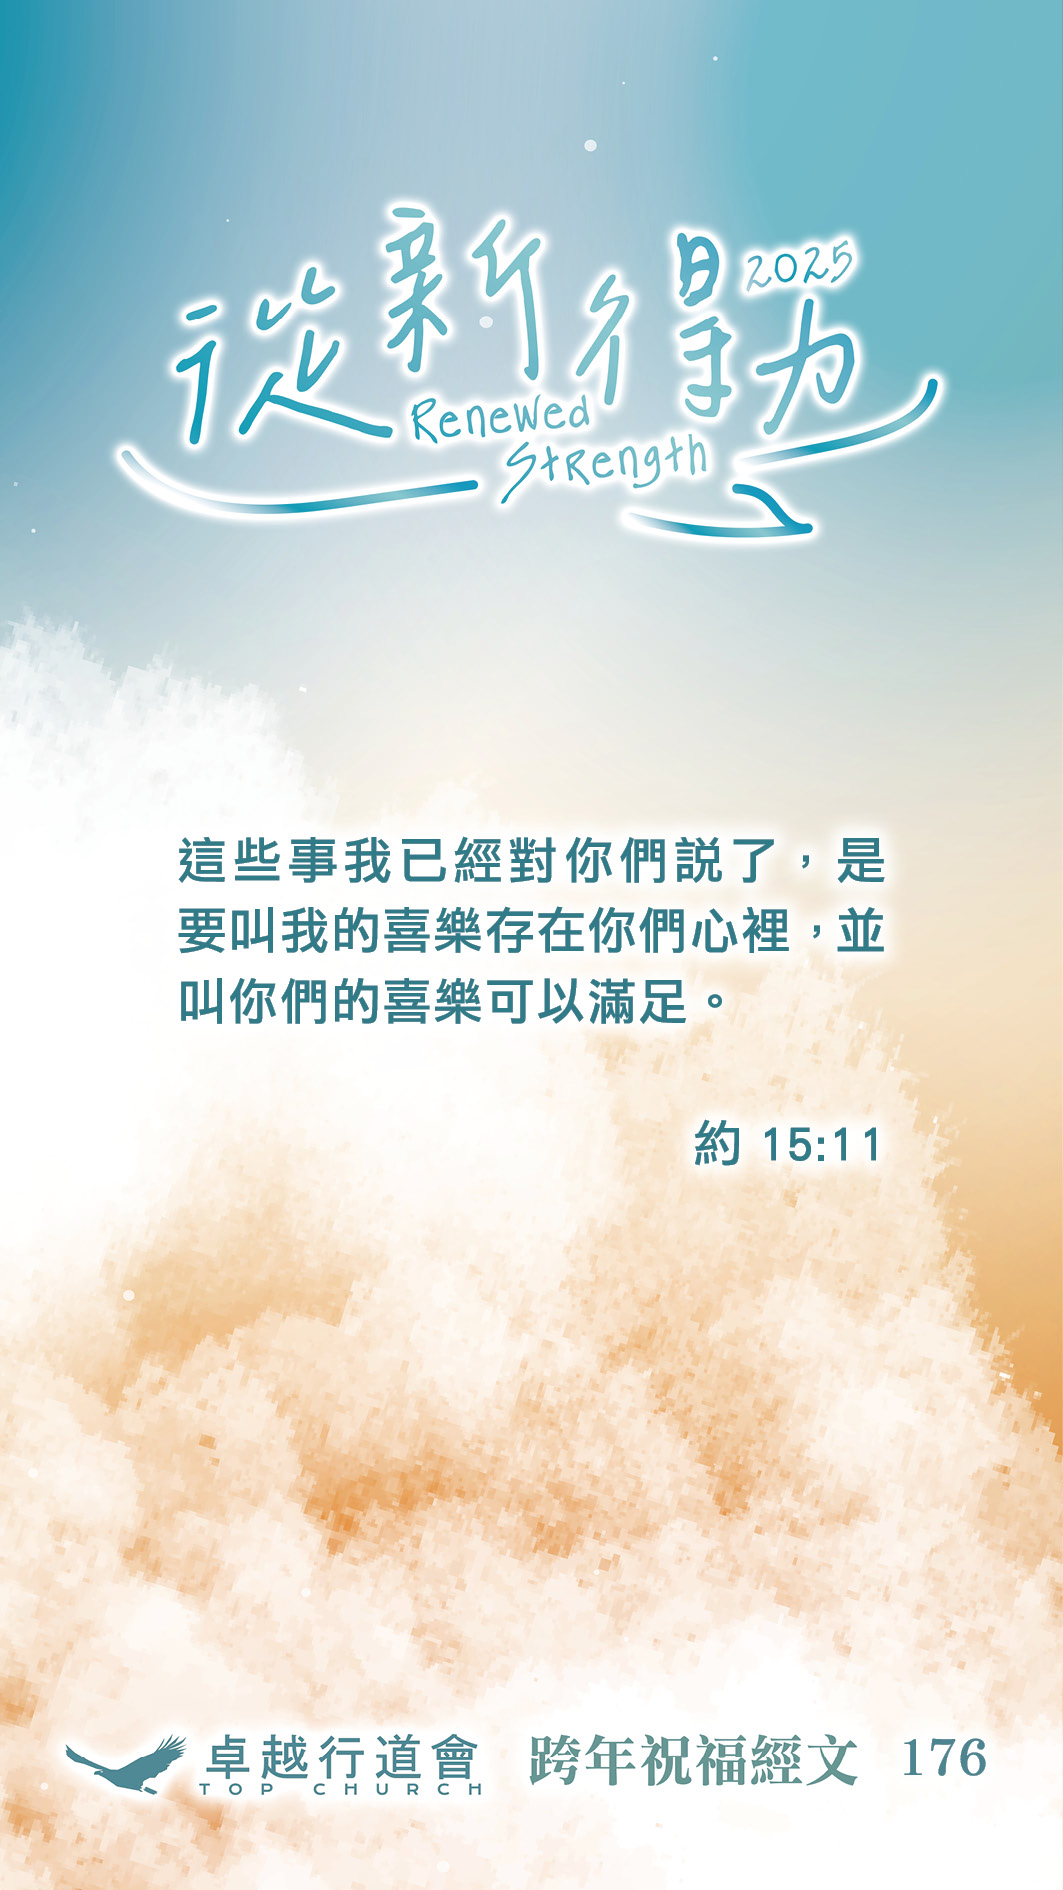 從新得力 2025
Renewed
Strength
這些事我已經對你們説了，是
要叫我的喜樂存在你們心裡，並
叫你們的喜樂可以滿足。
約 15:11
卓越行道會
TOP CHURCH
跨年祝福經文 176